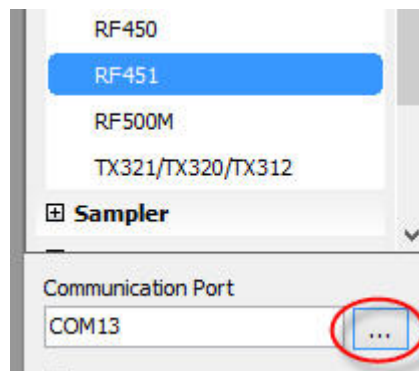 RF450
RF451
RF500M
TX321/TX320/TX312
Sampler
Communication Port
COM13
...